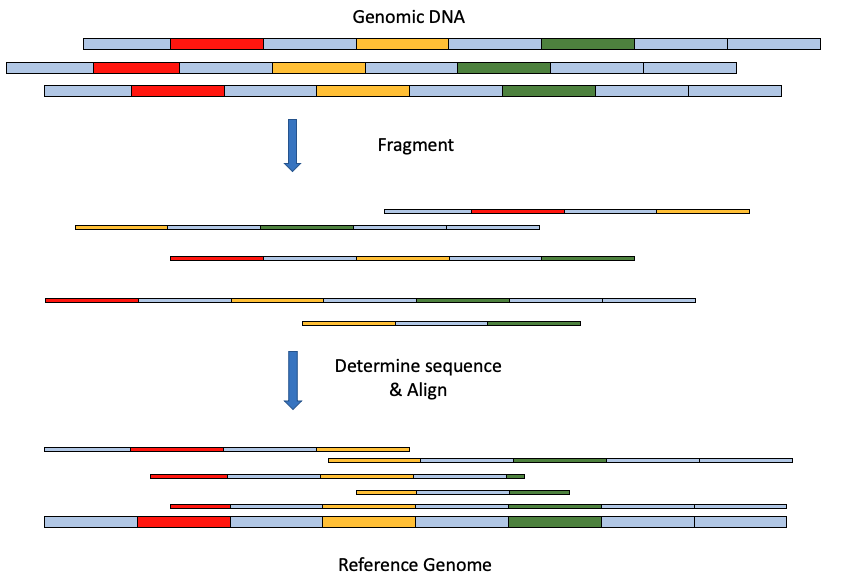 Genomic DNA
Fragment
Determine sequence
& Align
Reference Genome